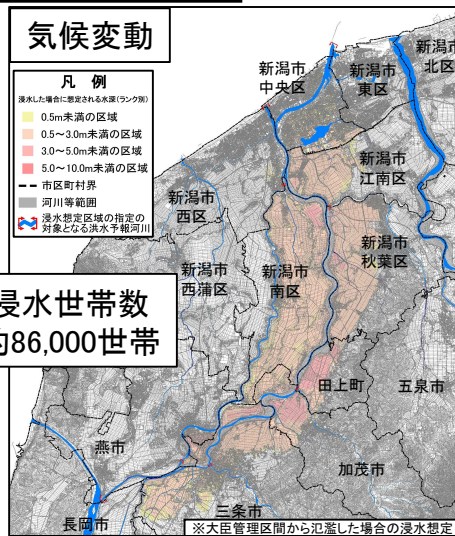 気候変動
凡 例
浸水した場合に想定される水深(ランク別)
0.5m未満の区域
0.5~3.0m未満の区域
3.0~5.0m未満の区域
5.0~10.0m未満の区域
市区町村界
河川等範囲
浸水想定区域の指定の
対象となる洪水予報河川
新潟市
北区
新潟市
中央区
新潟市
東区
新潟市
江南区
新潟市
西区
新潟市
秋葉区
新潟市
西蒲区
新潟市
南区
浸水世帯数
約86,000世帯
田上町
五泉市
燕市
加茂市
三条市
長岡市
※大臣管理区間から氾濫した場合の浸水想定